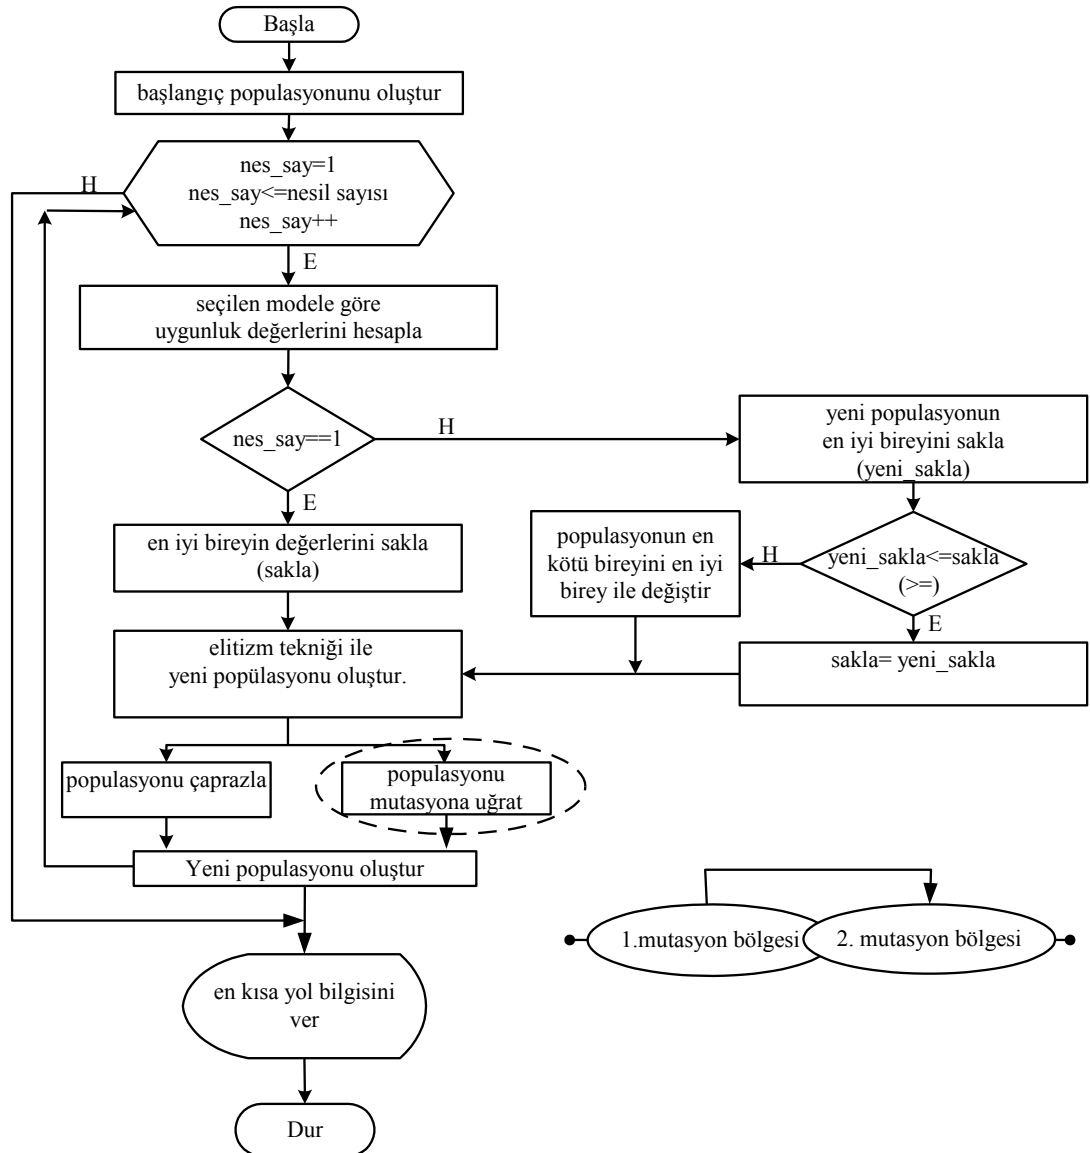 Başla
başlangıç populasyonunu oluştur
nes_say=1
nes_say<=nesil sayısı
nes_say++
H
E
seçilen modele göre
uygunluk değerlerini hesapla
nes_say==1
H
E
yeni populasyonun
en iyi bireyini sakla
(yeni_sakla)
en iyi bireyin değerlerini sakla
(sakla)
populasyonun en
kötü bireyini en iyi
birey ile değiştir
H
yeni_sakla<=sakla
(>=)
E
sakla= yeni_sakla
elitizm tekniği ile
yeni popülasyonu oluştur.
populasyonu çaprazla
populasyonu
mutasyona uğrat
Yeni populasyonu oluştur
1.mutasyon bölgesi
2. mutasyon bölgesi
en kısa yol bilgisini
ver
Dur